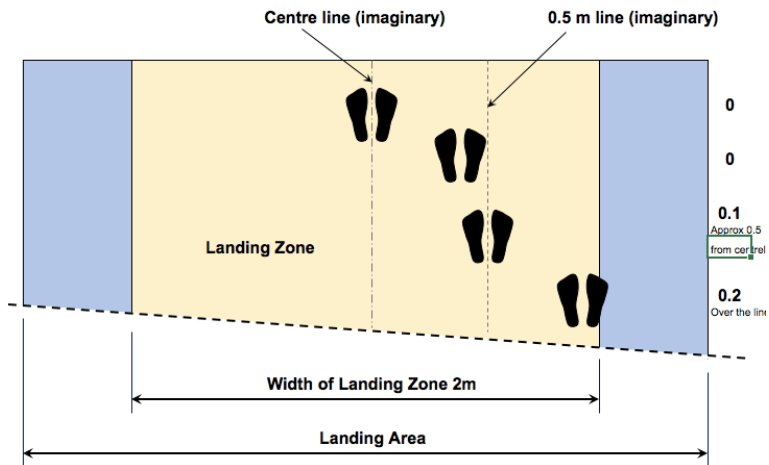 Centre line (imaginary)
0.5 m line (imaginary)
0
0
0.1
Approx 0.5
from
Landing Zone
0.2
Over the line
Width of Landing Zone 2m
Landing Area